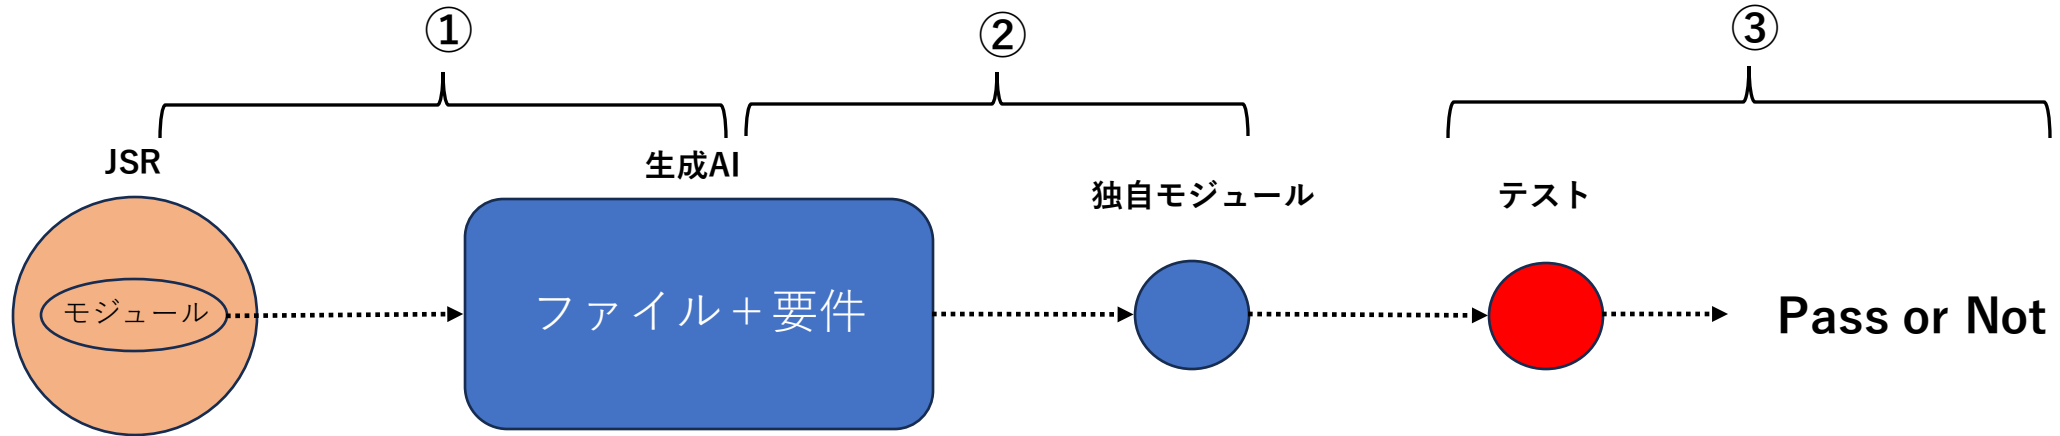 ①
②
③
JSR
生成AI
独自モジュール
テスト
モジュール
ファイル＋要件
Pass or Not